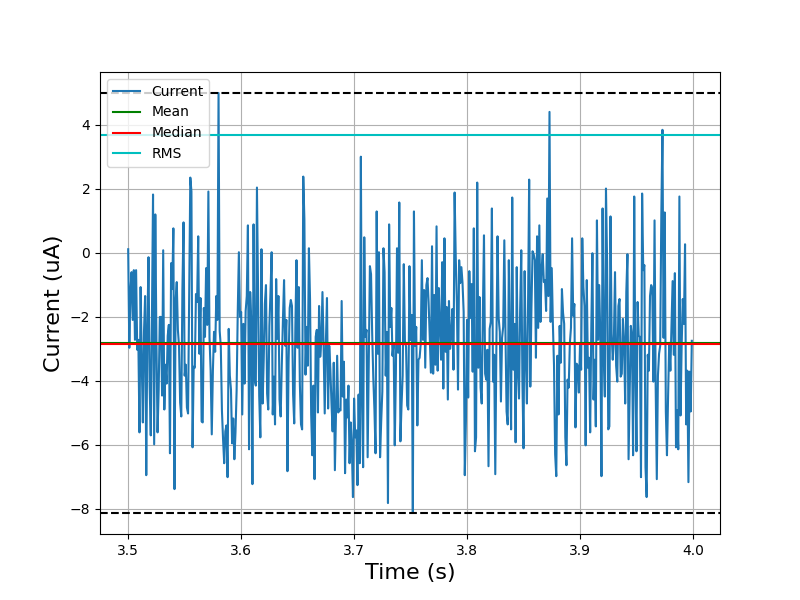 Current
Mean
Median
RMS
4
2
0
−2
−4
−6
−8
Current (uA)
3.5 3.6 3.7 3.8 3.9 4.0
Time (s)